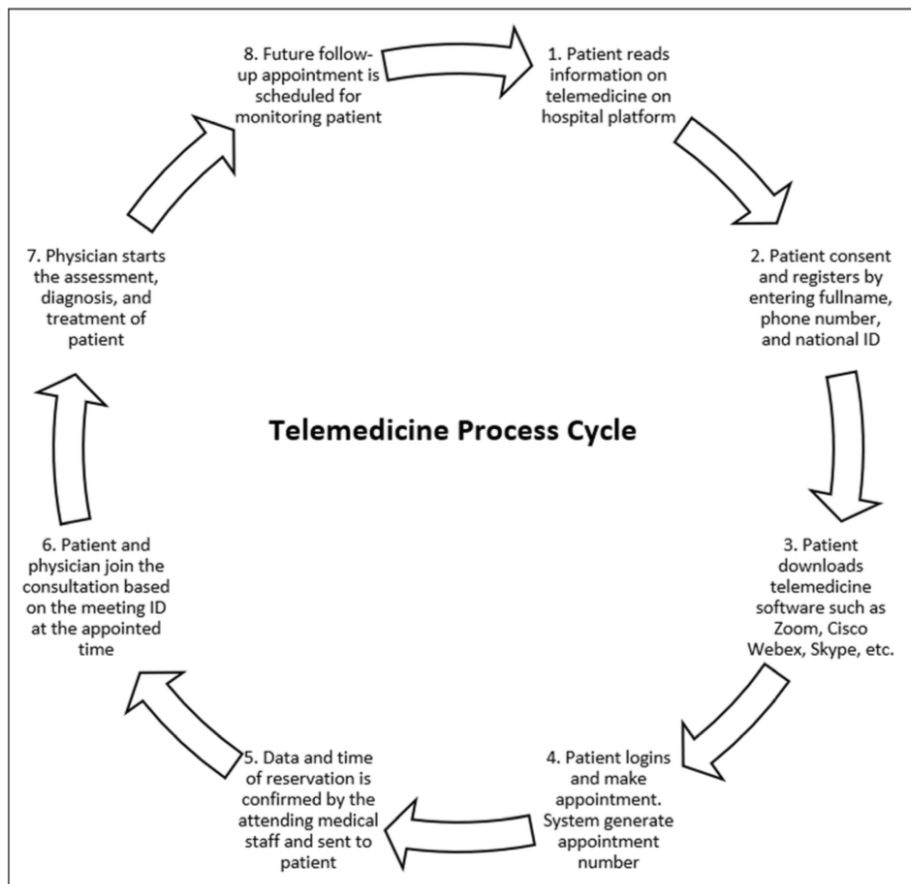 1. Patient reads
information on
telemedicine on
hospital platform
2. Patient consent
and registers by
entering fullname,
phone number,
and national ID
3. Patient
downloads
telemedicine
software such as
Zoom, Cisco
Webex, Skype, etc.
4. Patient logins
and make
appointment.
System generate
appointment
number
5. Data and time
of reservation is
confirmed by the
attending medical
staff and sent to
patient
6. Patient and
physician join the
consultation based
on the meeting ID
at the appointed
time
7. Physician starts
the assessment,
diagnosis, and
treatment of
patient
8. Future follow-
up appointment is
scheduled for
monitoring patient
Telemedicine Process Cycle